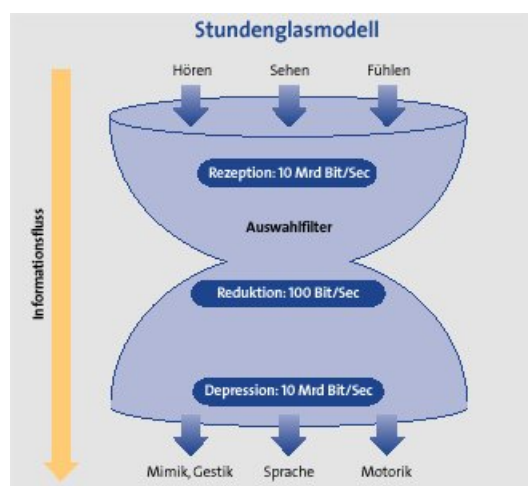 Stundenglasmodell
Hören Sehen Fühlen
Rezeption: 10 Mrd Bit/Sec
Auswahlfilter
Reduktion: 100 Bit/Sec
Depression: 10 Mrd Bit/Sec
Mimik, Gestik Sprache Motorik
Informationsfluss